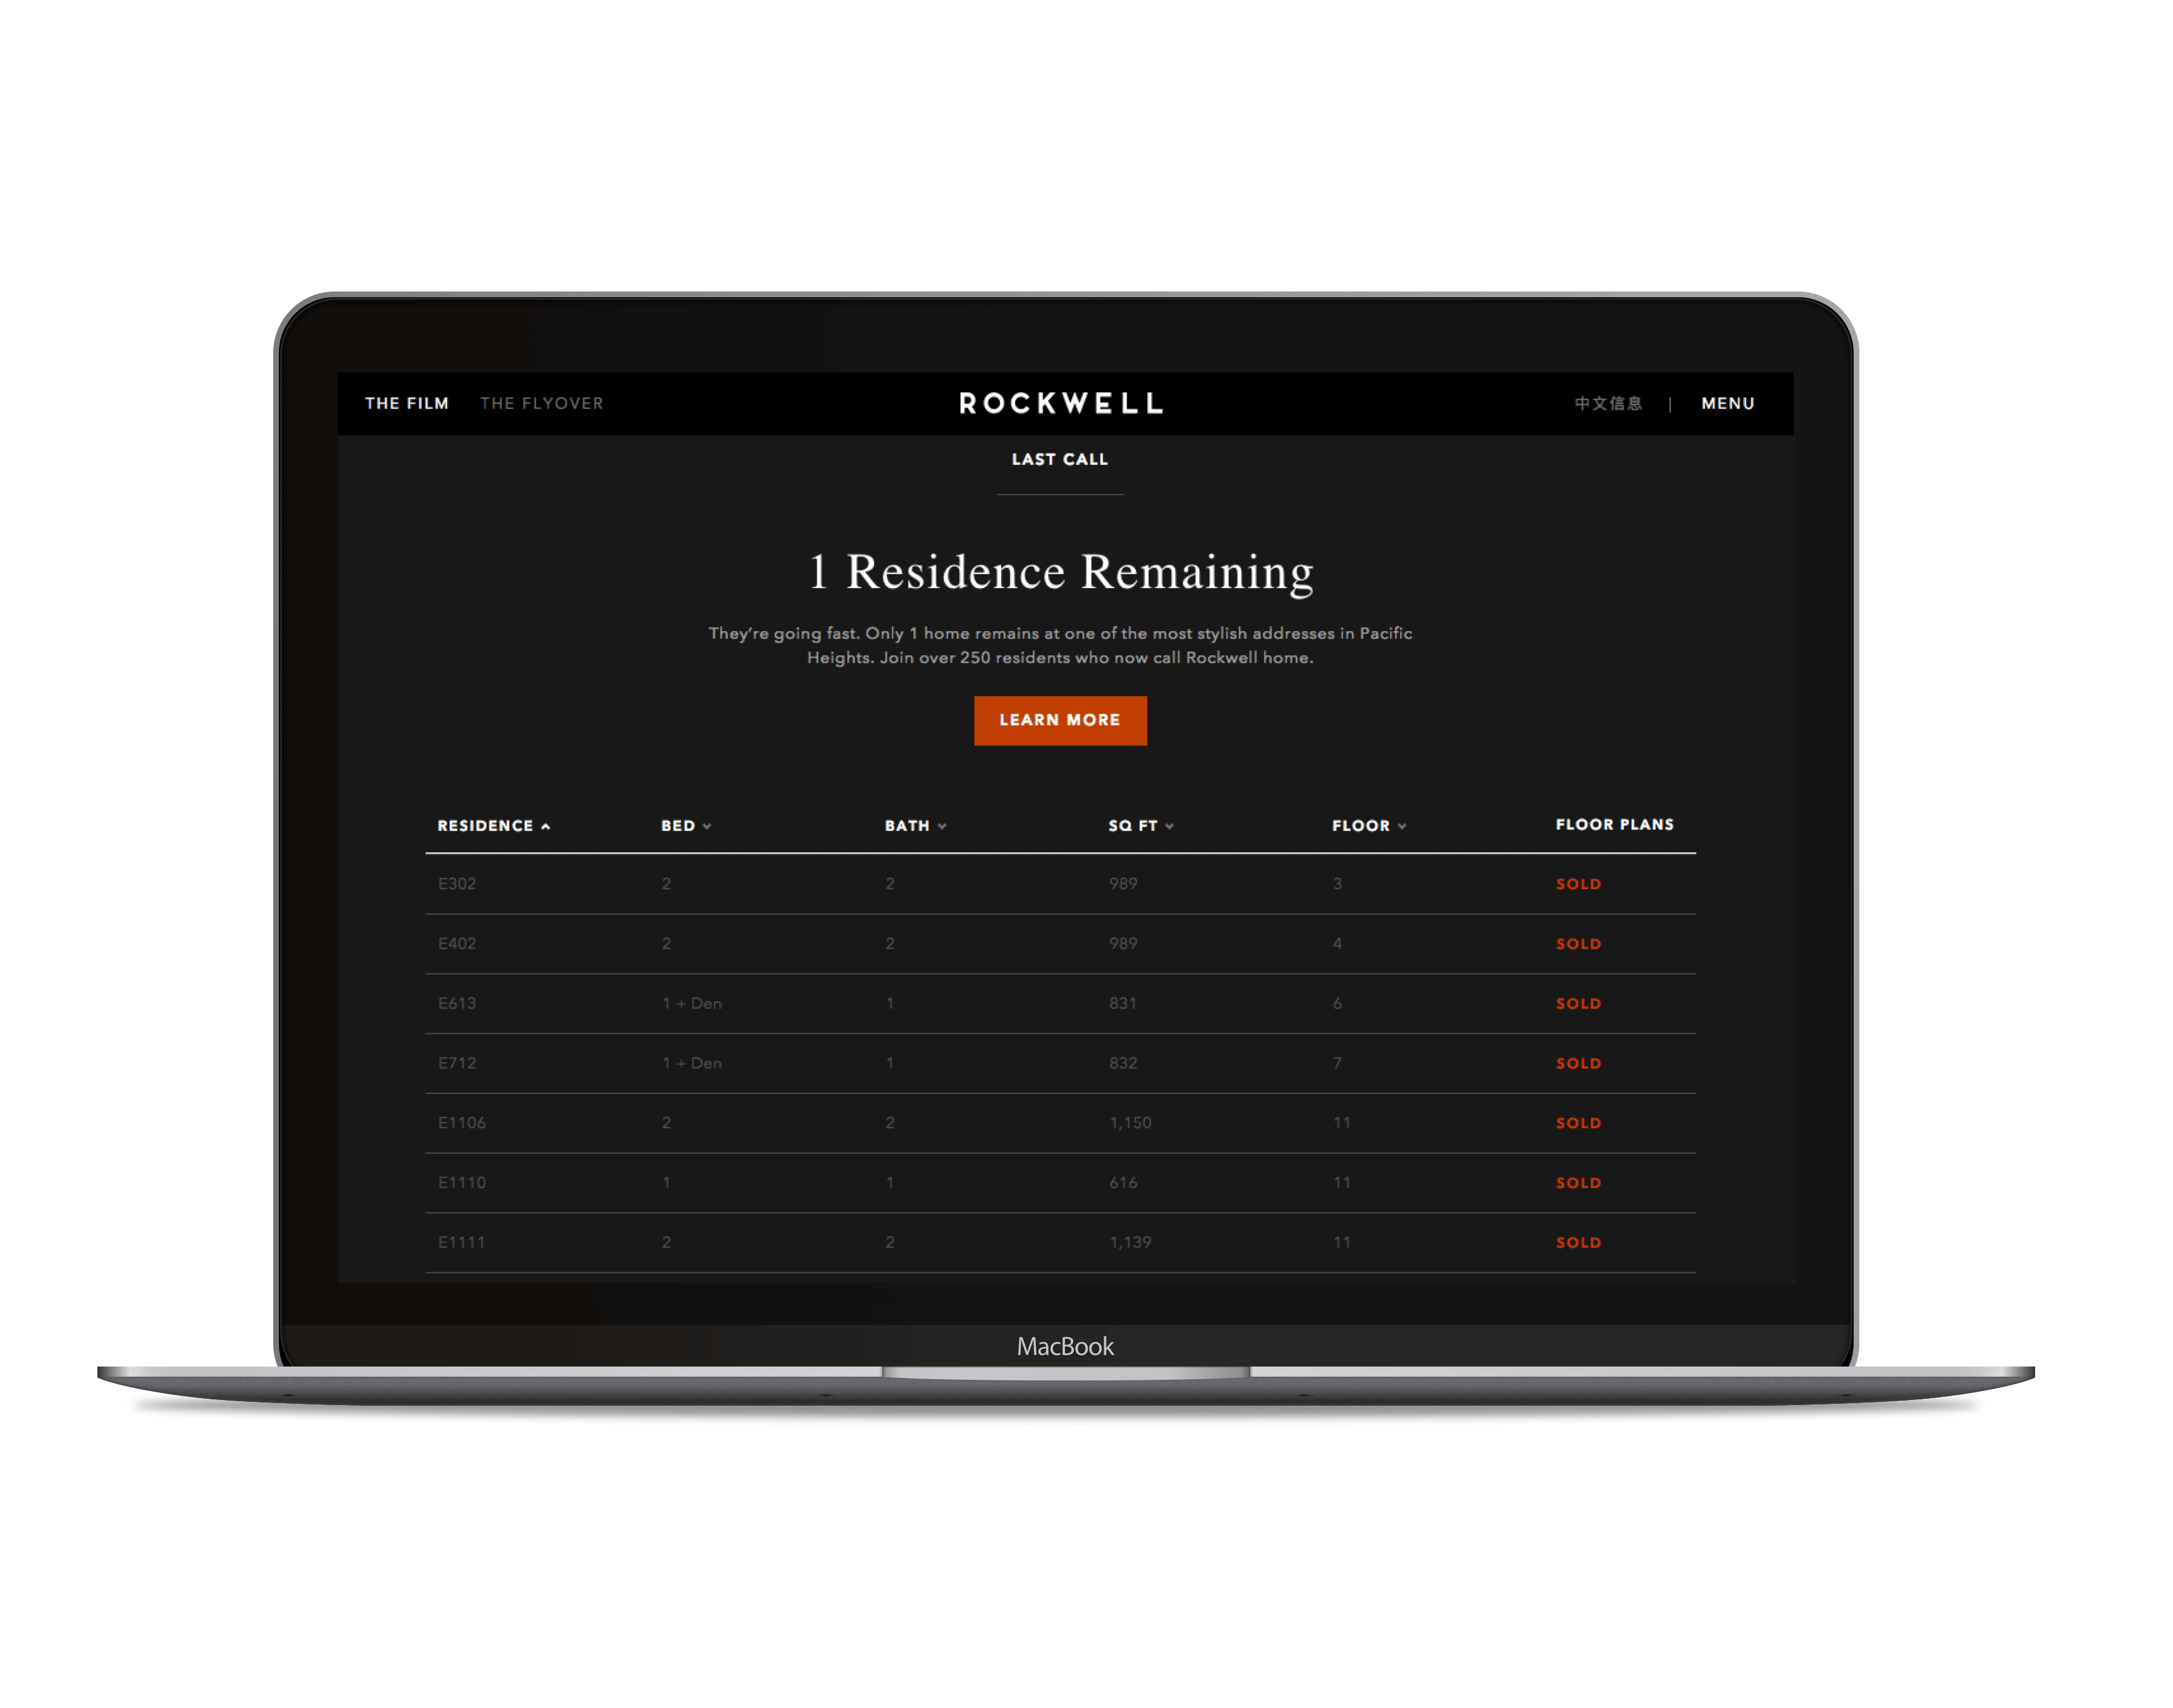 THE FILM THE FLYOVER ROCKWELL 中文信息 | MENU
LAST CALL
1 Residence Remaining
They're going fast. Only 1 home remains at one of the most stylish addresses in Pacific
Heights. Join over 250 residents who now call Rockwell home.
LEARN MORE
RESIDENCE BED BATH SQ FT FLOOR FLOOR PLANS
E302 2 2 989 3 SOLD
E402 2 2 989 4 SOLD
E613 1 + Den 1 831 6 SOLD
E712 1 + Den 1 832 7 SOLD
E1106 2 2 1,150 11 SOLD
E1110 1 1 616 11 SOLD
E1111 2 2 1,139 11 SOLD
MacBook